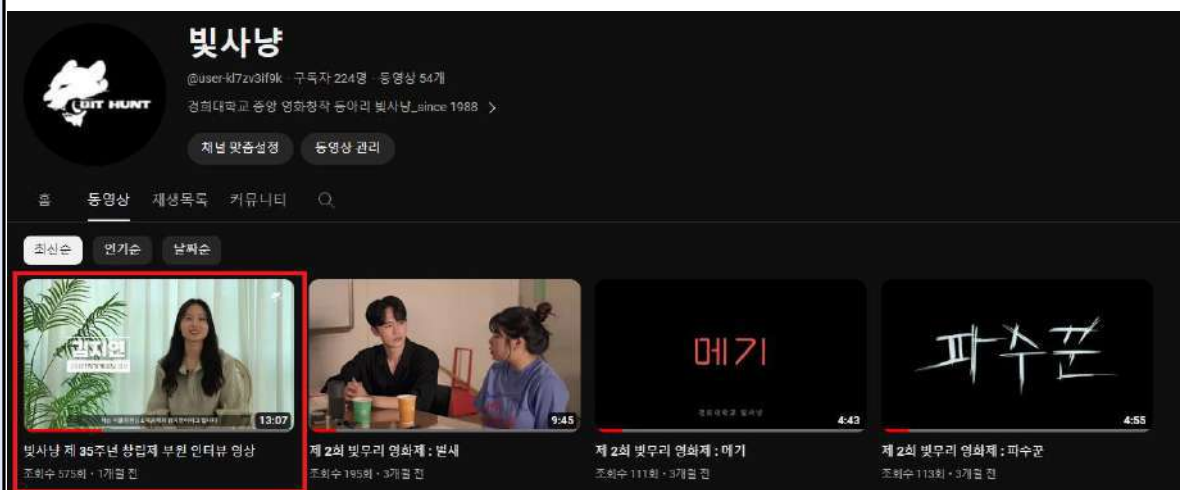 빛사냥
BIT HUNT
@user-kl7zv3if9k · 구독자 224명 · 동영상 54개
경희대학교 중앙 영화창작 동아리 빛사냥_since 1988 >
채널 맞춤설정 동영상 관리
홈 동영상 재생목록 커뮤니티
최신순 인기순 날짜순
김지연
13:07
9:45
메기
경희대학교 빛사냥
4:43
파수꾼
4:55
빛사냥 제 35주년 창립제 부원 인터뷰 영상
조회수 575회 • 1개월 전
제 2회 빛무리 영화제 : 벌새
조회수 195회 • 3개월 전
제 2회 빛무리 영화제 : 메기
조회수 111회 • 3개월 전
제 2회 빛무리 영화제 : 파수꾼
조회수 113회 • 3개월 전